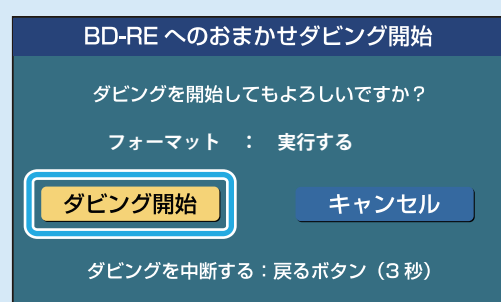 BD-RE へのおまかせダビング開始
ダビングを開始してもよろしいですか？
フォーマット　：　実行する
ダビング開始　キャンセル
ダビングを中断する：戻るボタン（3 秒）